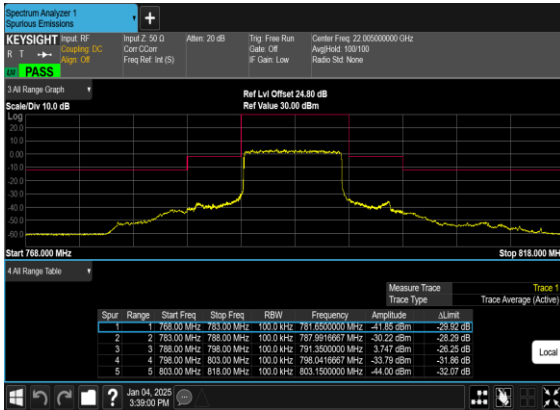 Spectrum Analyzer 1
Spurious Emissions
KEYSIGHT Input: RF Input Z: 50 Ω Atten: 20 dB Trig: Free Run Center Freq: 22.005000000 GHz
R T Coupling: DC Corr CCorr Gate: Off Avg|Hold: 100/100
Align: Off Freq Ref: Int (S) IF Gain: Low Radio Std: None
PASS
3 All Range Graph
Ref Lvl Offset 24.80 dB
Scale/Div 10.0 dB Ref Value 30.00 dBm
Log
20.0
10.0
0.00
-10.0
-20.0
-30.0
-40.0
-50.0
-60.0
Start 768.000 MHz Stop 818.000 MH
4 All Range Table
Measure Trace Trace 1
Trace Type Trace Average (Active)
Spur Range Start Freq Stop Freq RBW Frequency Amplitude ΔLimit
1 1 768.00 MHz 783.00 MHz 100.0 kHz 781.6500000 MHz -41.85 dBm -29.92 dB
2 2 783.00 MHz 788.00 MHz 100.0 kHz 787.9916667 MHz -30.22 dBm -28.29 dB
3 3 788.00 MHz 798.00 MHz 100.0 kHz 791.3500000 MHz 3.747 dBm -26.25 dB
4 4 798.00 MHz 803.00 MHz 100.0 kHz 798.0416667 MHz -33.79 dBm -31.86 dB
5 5 803.00 MHz 818.00 MHz 100.0 kHz 803.1500000 MHz -44.00 dBm -32.07 dB
Local
Jan 04, 2025
3:39:00 PM